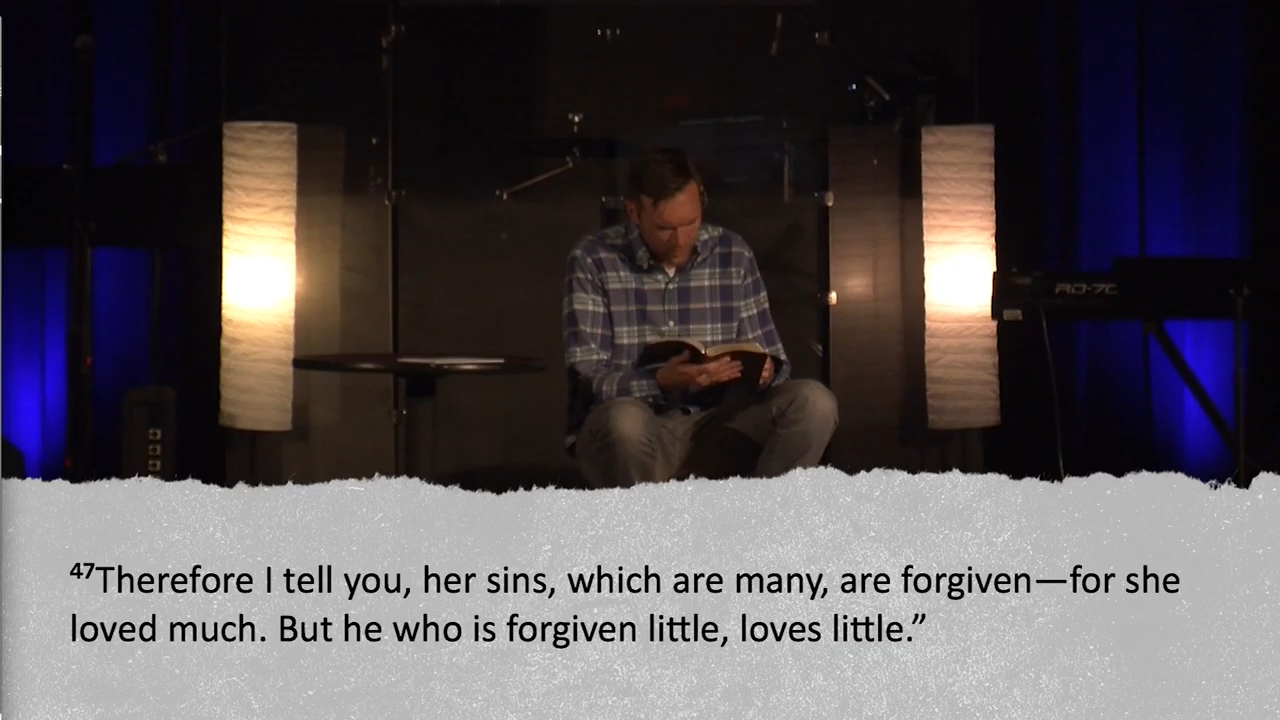 RD-70
⁴⁷Therefore I tell you, her sins, which are many, are forgiven—for she
loved much. But he who is forgiven little, loves little.”